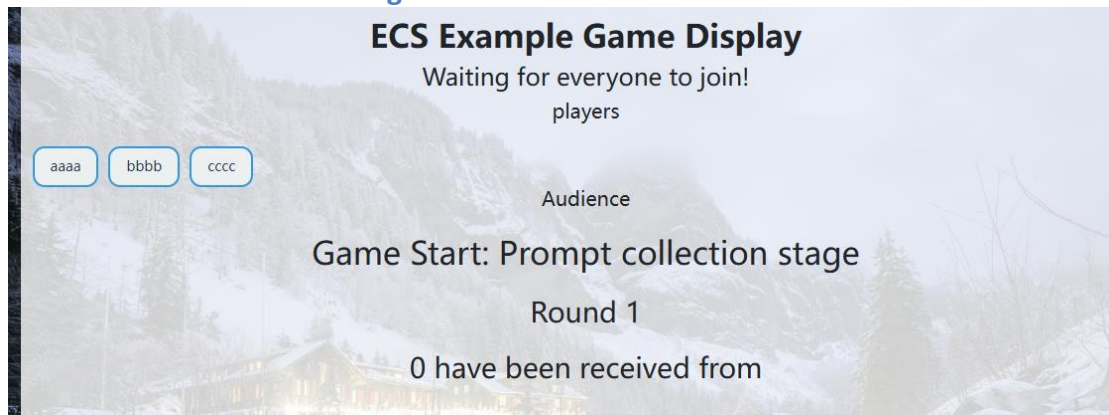 g
ECS Example Game Display
Waiting for everyone to join!
players
aaaa bbbb cccc
Audience
Game Start: Prompt collection stage
Round 1
0 have been received from